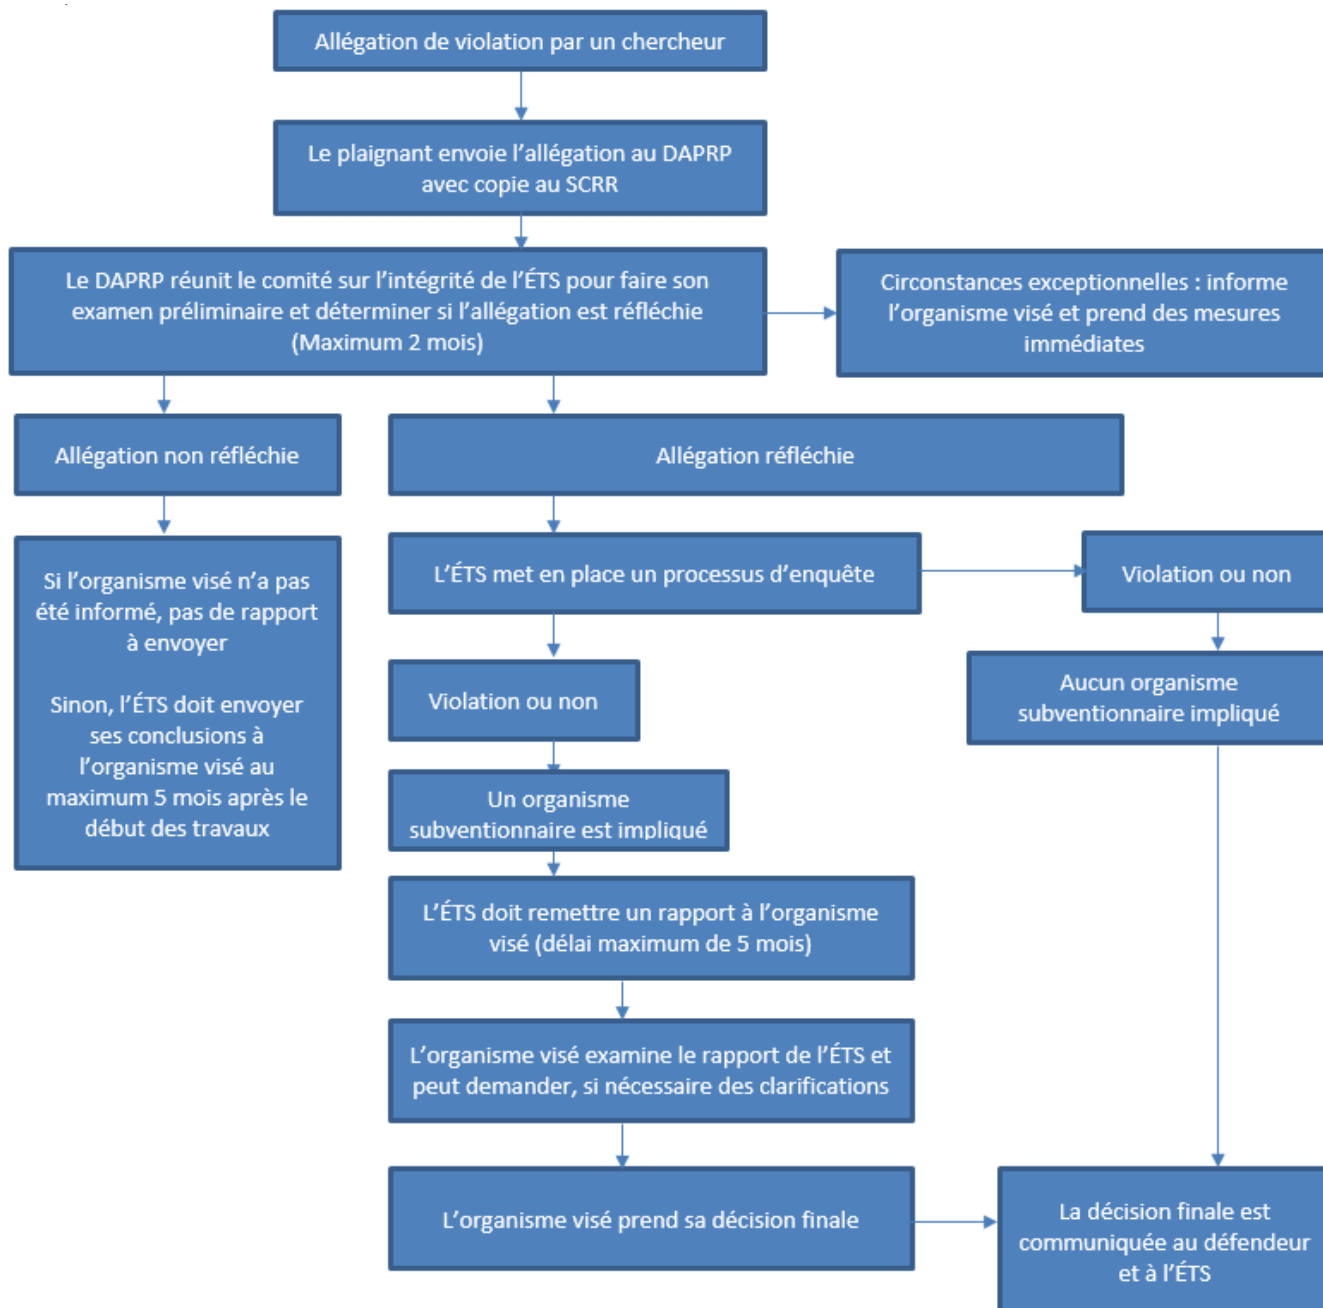 Allégation de violation par un chercheur
Le plaignant envoie l’allégation au DAPRP
avec copie au SCRR
Le DAPRP réunit le comité sur l’intégrité de l’ÉTS pour faire son
examen préliminaire et déterminer si l’allégation est réfléchie
(Maximum 2 mois)
Circonstances exceptionnelles : informe
l’organisme visé et prend des mesures
immédiates
Allégation non réfléchie
Allégation réfléchie
Si l’organisme visé n’a pas
été informé, pas de rapport
à envoyer
Sinon, l’ÉTS doit envoyer
ses conclusions à
l’organisme visé au
maximum 5 mois après le
début des travaux
L’ÉTS met en place un processus d’enquête
Violation ou non
Violation ou non
Aucun organisme
subventionnaire impliqué
Un organisme
subventionnaire est impliqué
L’ÉTS doit remettre un rapport à l’organisme
visé (délai maximum de 5 mois)
L’organisme visé examine le rapport de l’ÉTS et
peut demander, si nécessaire des clarifications
L’organisme visé prend sa décision finale
La décision finale est
communiquée au défendeur
et à l’ÉTS